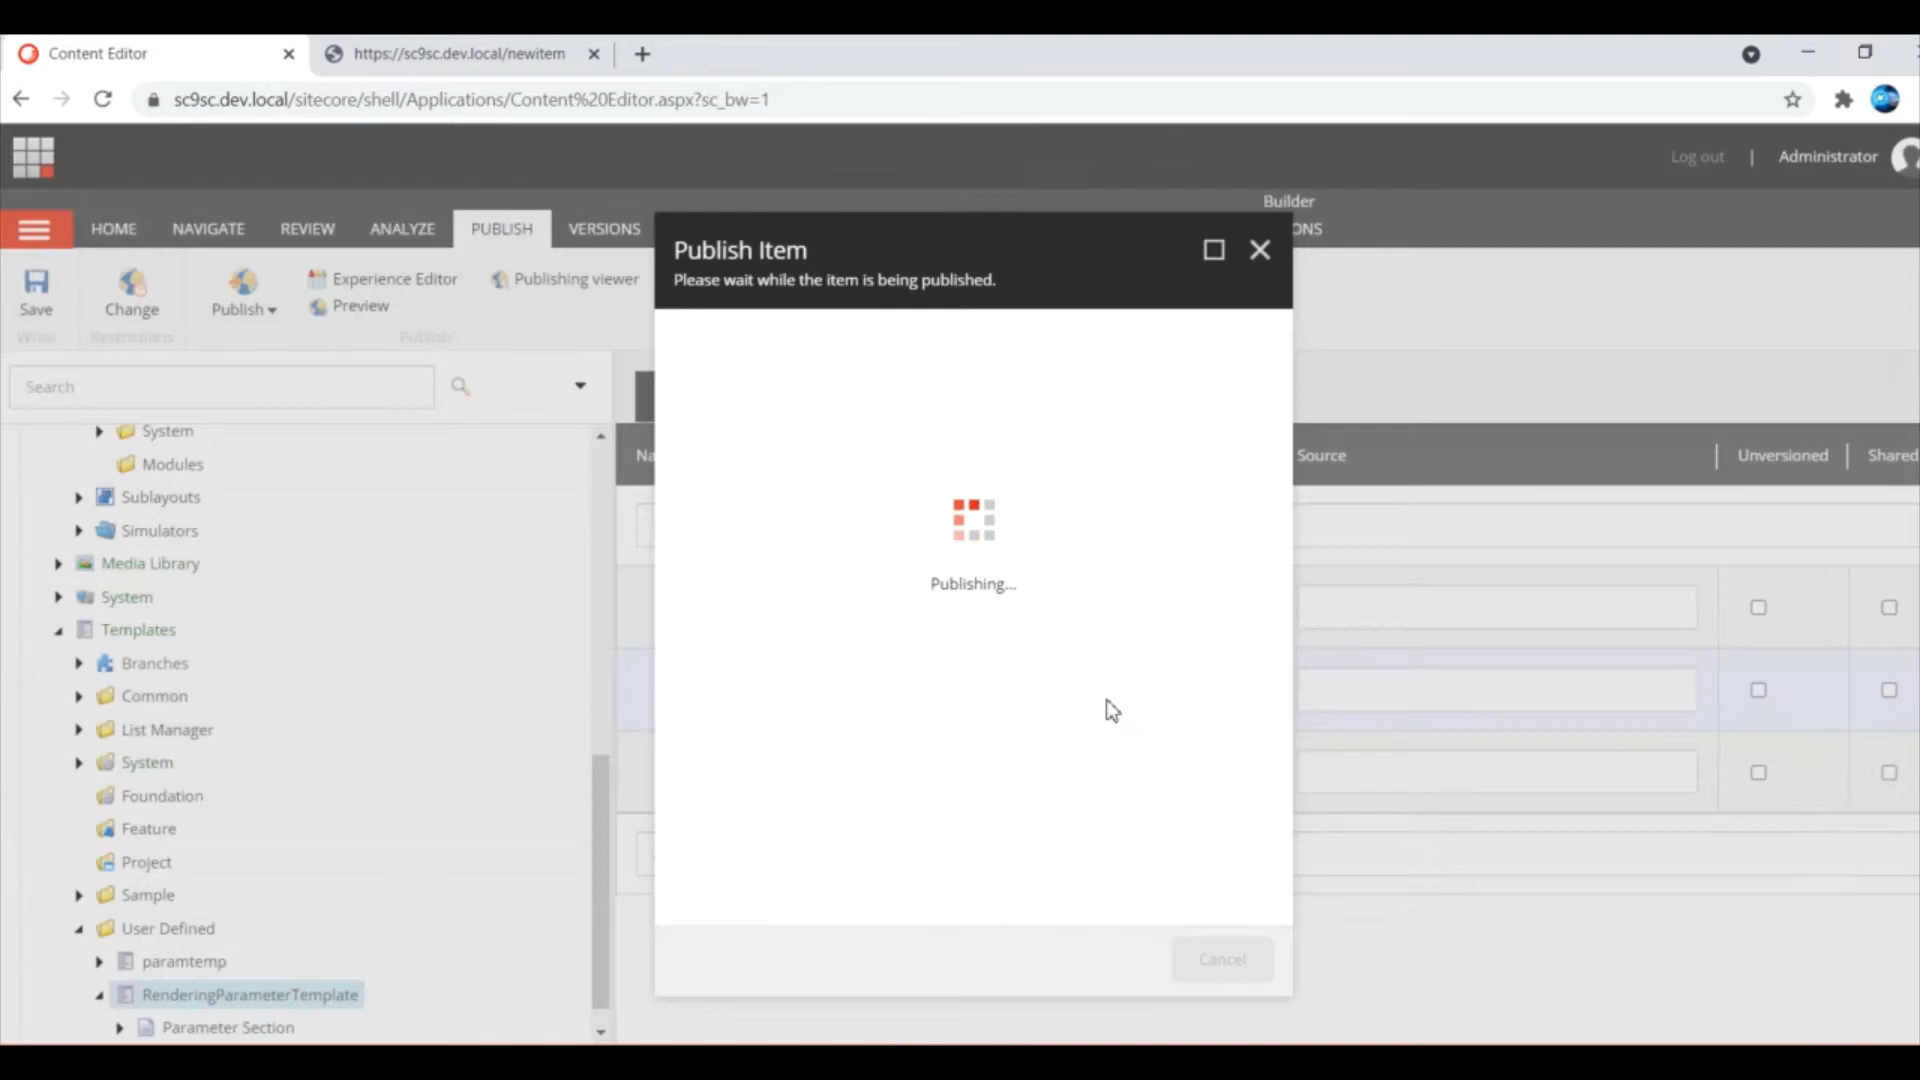 Content Editor
https://sc9sc.dev.local/newitem
sc9sc.dev.local/sitecore/shell/Applications/Content%20Editor.aspx?sc_bw=1
Log out | Administrator
Builder
HOME NAVIGATE REVIEW ANALYZE PUBLISH VERSIONS ONS
Publish Item
Please wait while the item is being published.
Save
Change
Publish
Experience Editor
Publishing viewer
Preview
Write
Restrictions
Publish
Search
Na
Source
Unversioned
Shared
System
Modules
Sublayouts
Simulators
Media Library
System
Templates
Branches
Common
List Manager
System
Foundation
Feature
Project
Sample
User Defined
paramtemp
RenderingParameterTemplate
Parameter Section
Publishing...
Cancel